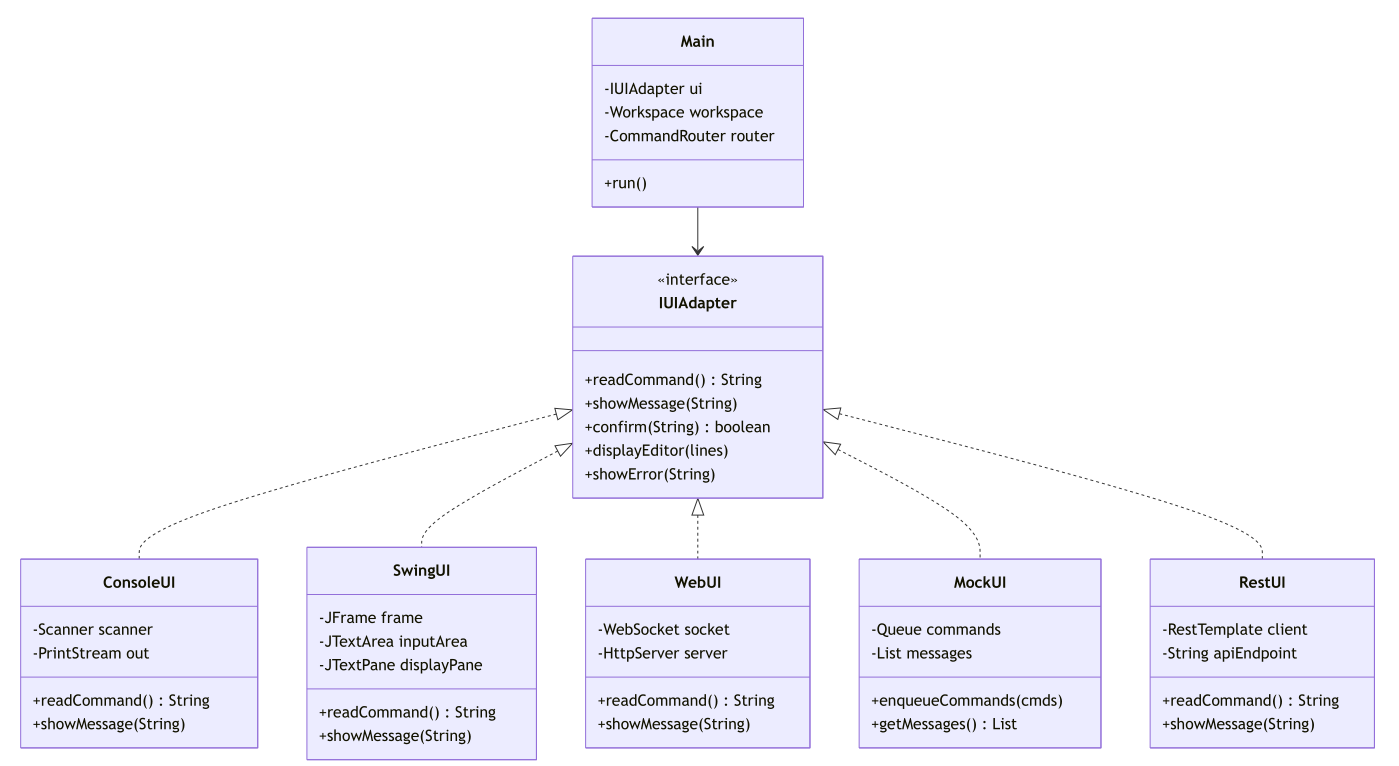 Main
-IUIAdapter ui
-Workspace workspace
-CommandRouter router
+run()
«interface»
IUIAdapter
+readCommand() : String
+showMessage(String)
+confirm(String) : boolean
+displayEditor(lines)
+showError(String)
ConsoleUI
-Scanner scanner
-PrintStream out
+readCommand() : String
+showMessage(String)
SwingUI
-JFrame frame
-JTextArea inputArea
-JTextPane displayPane
+readCommand() : String
+showMessage(String)
WebUI
-WebSocket socket
-HttpServer server
+readCommand() : String
+showMessage(String)
MockUI
-Queue commands
-List messages
+enqueueCommands(cmds)
+getMessages() : List
RestUI
-RestTemplate client
-String apiEndpoint
+readCommand() : String
+showMessage(String)